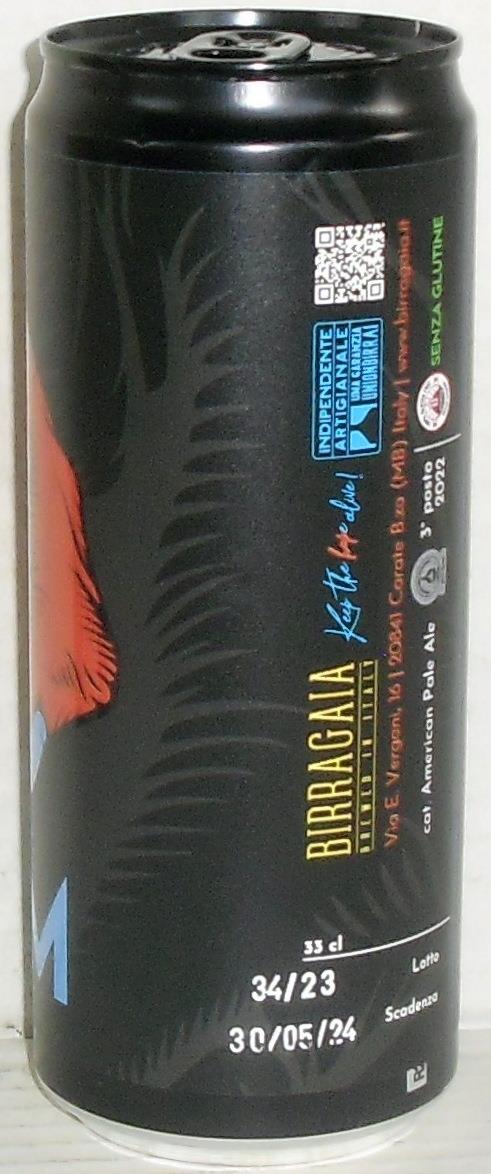 INDIPENDENTE
ARTIGIANALE
UNA GARANZIA
UNIONBIRRAI
BIRRAGAIA Keep the hope alive!
BREWED IN ITALY
Via E. Vergani, 16 | 20841 Carate B.za (MB) Italy | www.birragaia.it
cat. American Pale Ale 3° posto 2022 SENZA GLUTINE
33 cl
Lotto 34/23
Scadenza 30/05/24
R
M